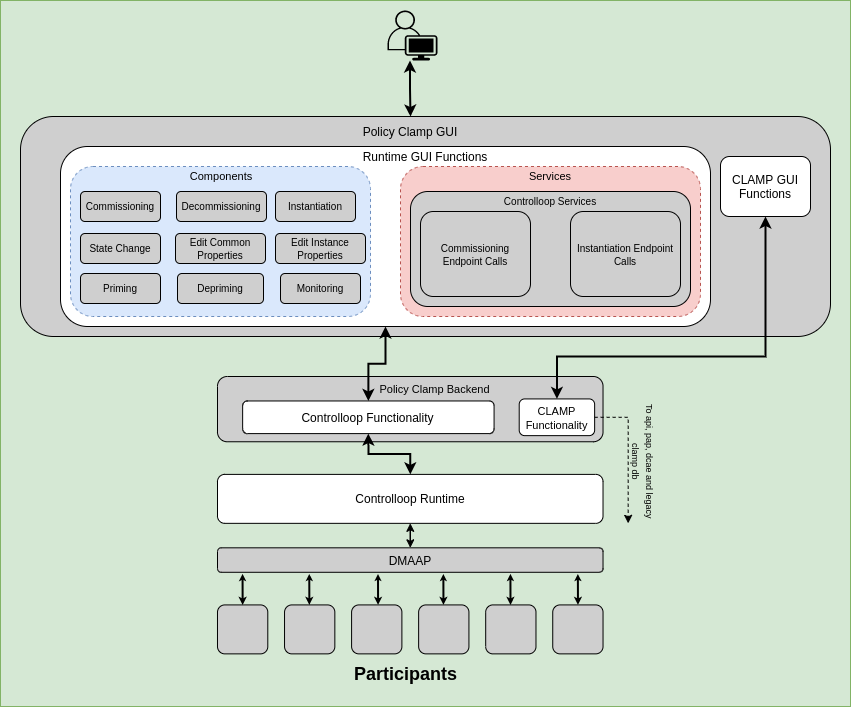 Policy Clamp GUI
Runtime GUI Functions
Components
Commissioning
Decommissioning
Instantiation
State Change
Edit Common
Properties
Edit Instance
Properties
Priming
Depriming
Monitoring
Services
Controlloop Services
Commissioning
Endpoint Calls
Instantiation Endpoint
Calls
CLAMP GUI
Functions
Policy Clamp Backend
Controlloop Functionality
CLAMP
Functionality
To api, pap, dcae and legacy
clamp db
Controlloop Runtime
DMAAP
Participants